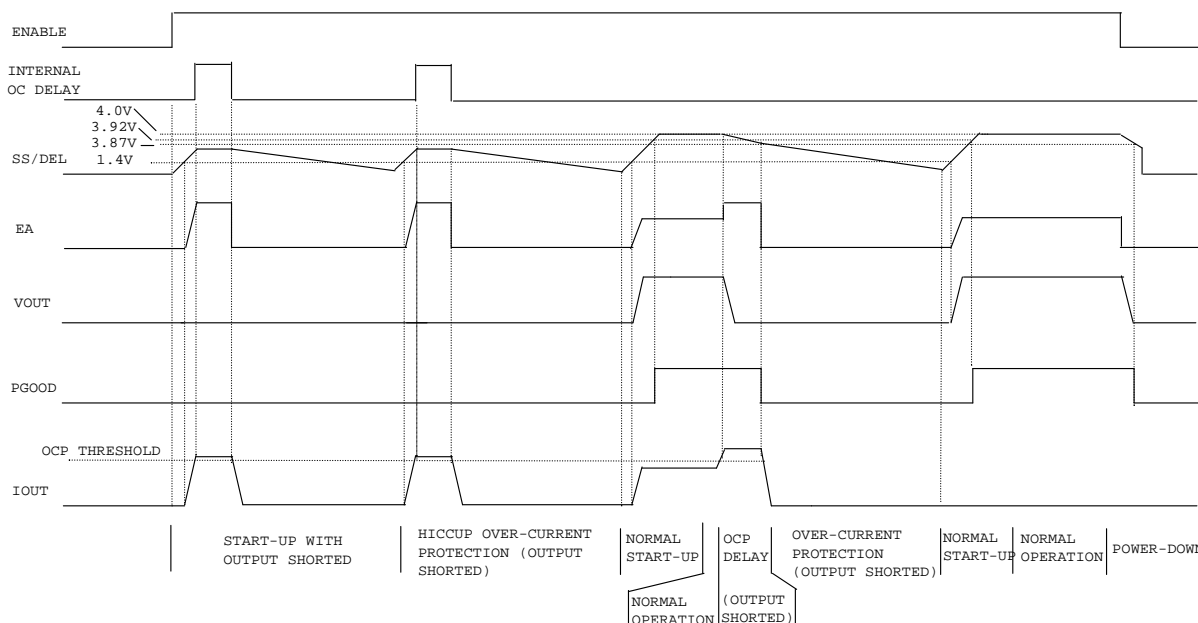 ENABLE
INTERNAL
OC DELAY
4.0V
3.92V
3.87V
SS/DEL
1.4V
EA
VOUT
PGOOD
OCP THRESHOLD
IOUT
START-UP WITH
OUTPUT SHORTED
HICCUP OVER-CURRENT
PROTECTION (OUTPUT
SHORTED)
NORMAL
START-UP
OCP
DELAY
OVER-CURRENT
PROTECTION
(OUTPUT SHORTED)
NORMAL
START-UP
NORMAL
OPERATION
POWER-DOWN
NORMAL
OPERATION
(OUTPUT
SHORTED)